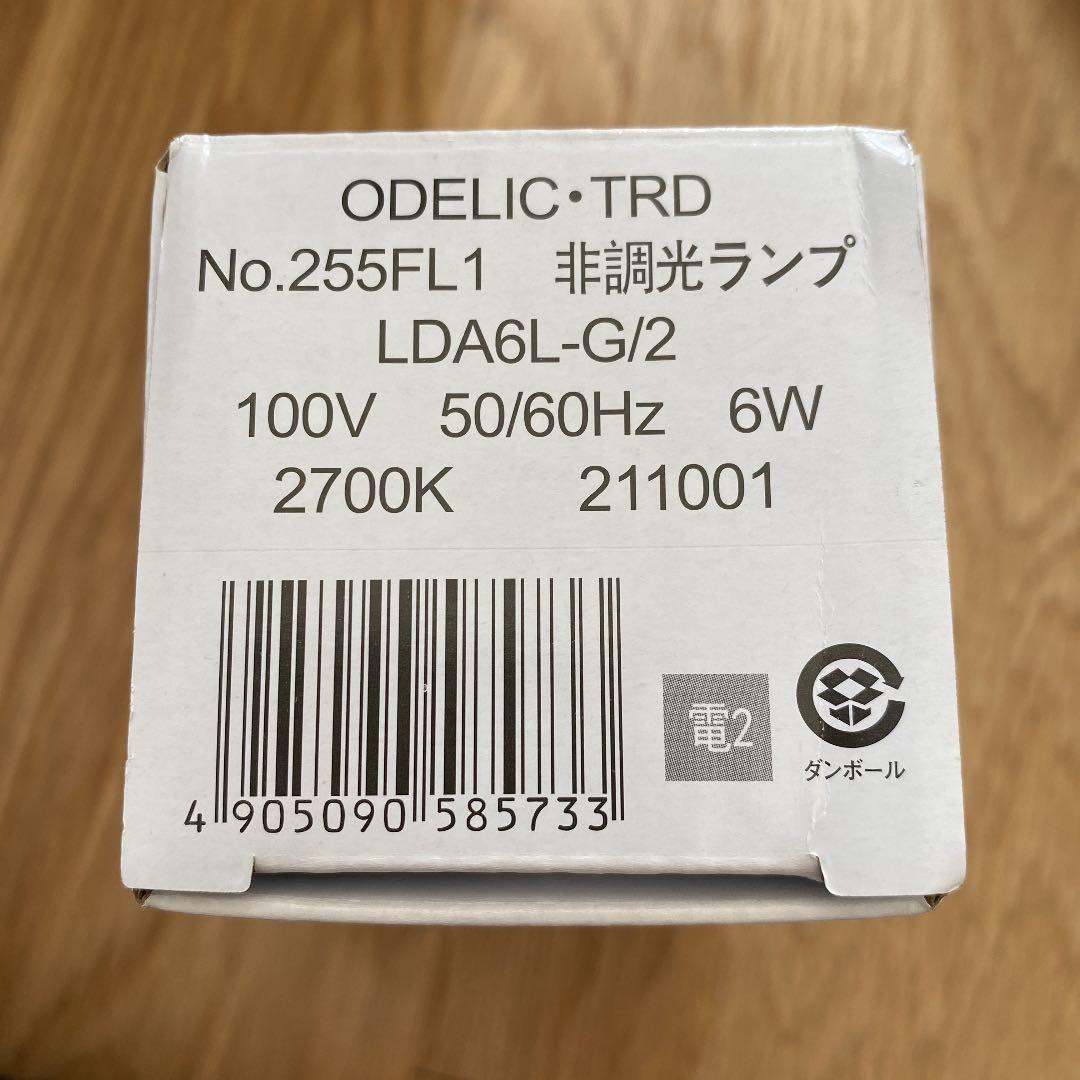 ODELIC・TRD
No.255FL1 非調光ランプ
LDA6L-G/2
100V 50/60Hz 6W
2700K 211001
電2
ダンボール
4 905090 585733